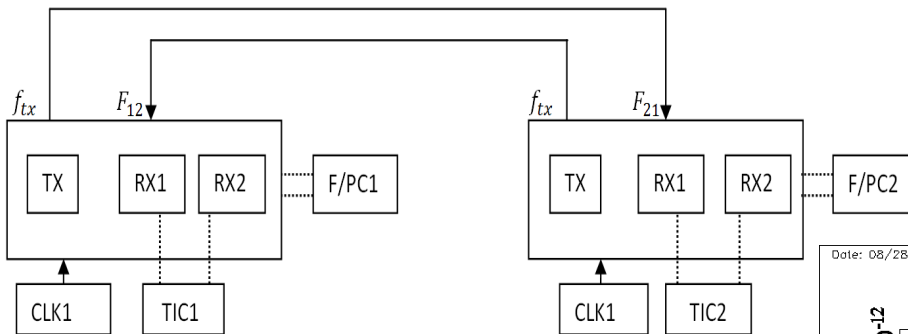 f_tx F_12 f_tx F_21
TX RX1 RX2 F/PC1 TX RX1 RX2 F/PC2
CLK1 TIC1 CLK1 TIC2
Date: 08/28
-12